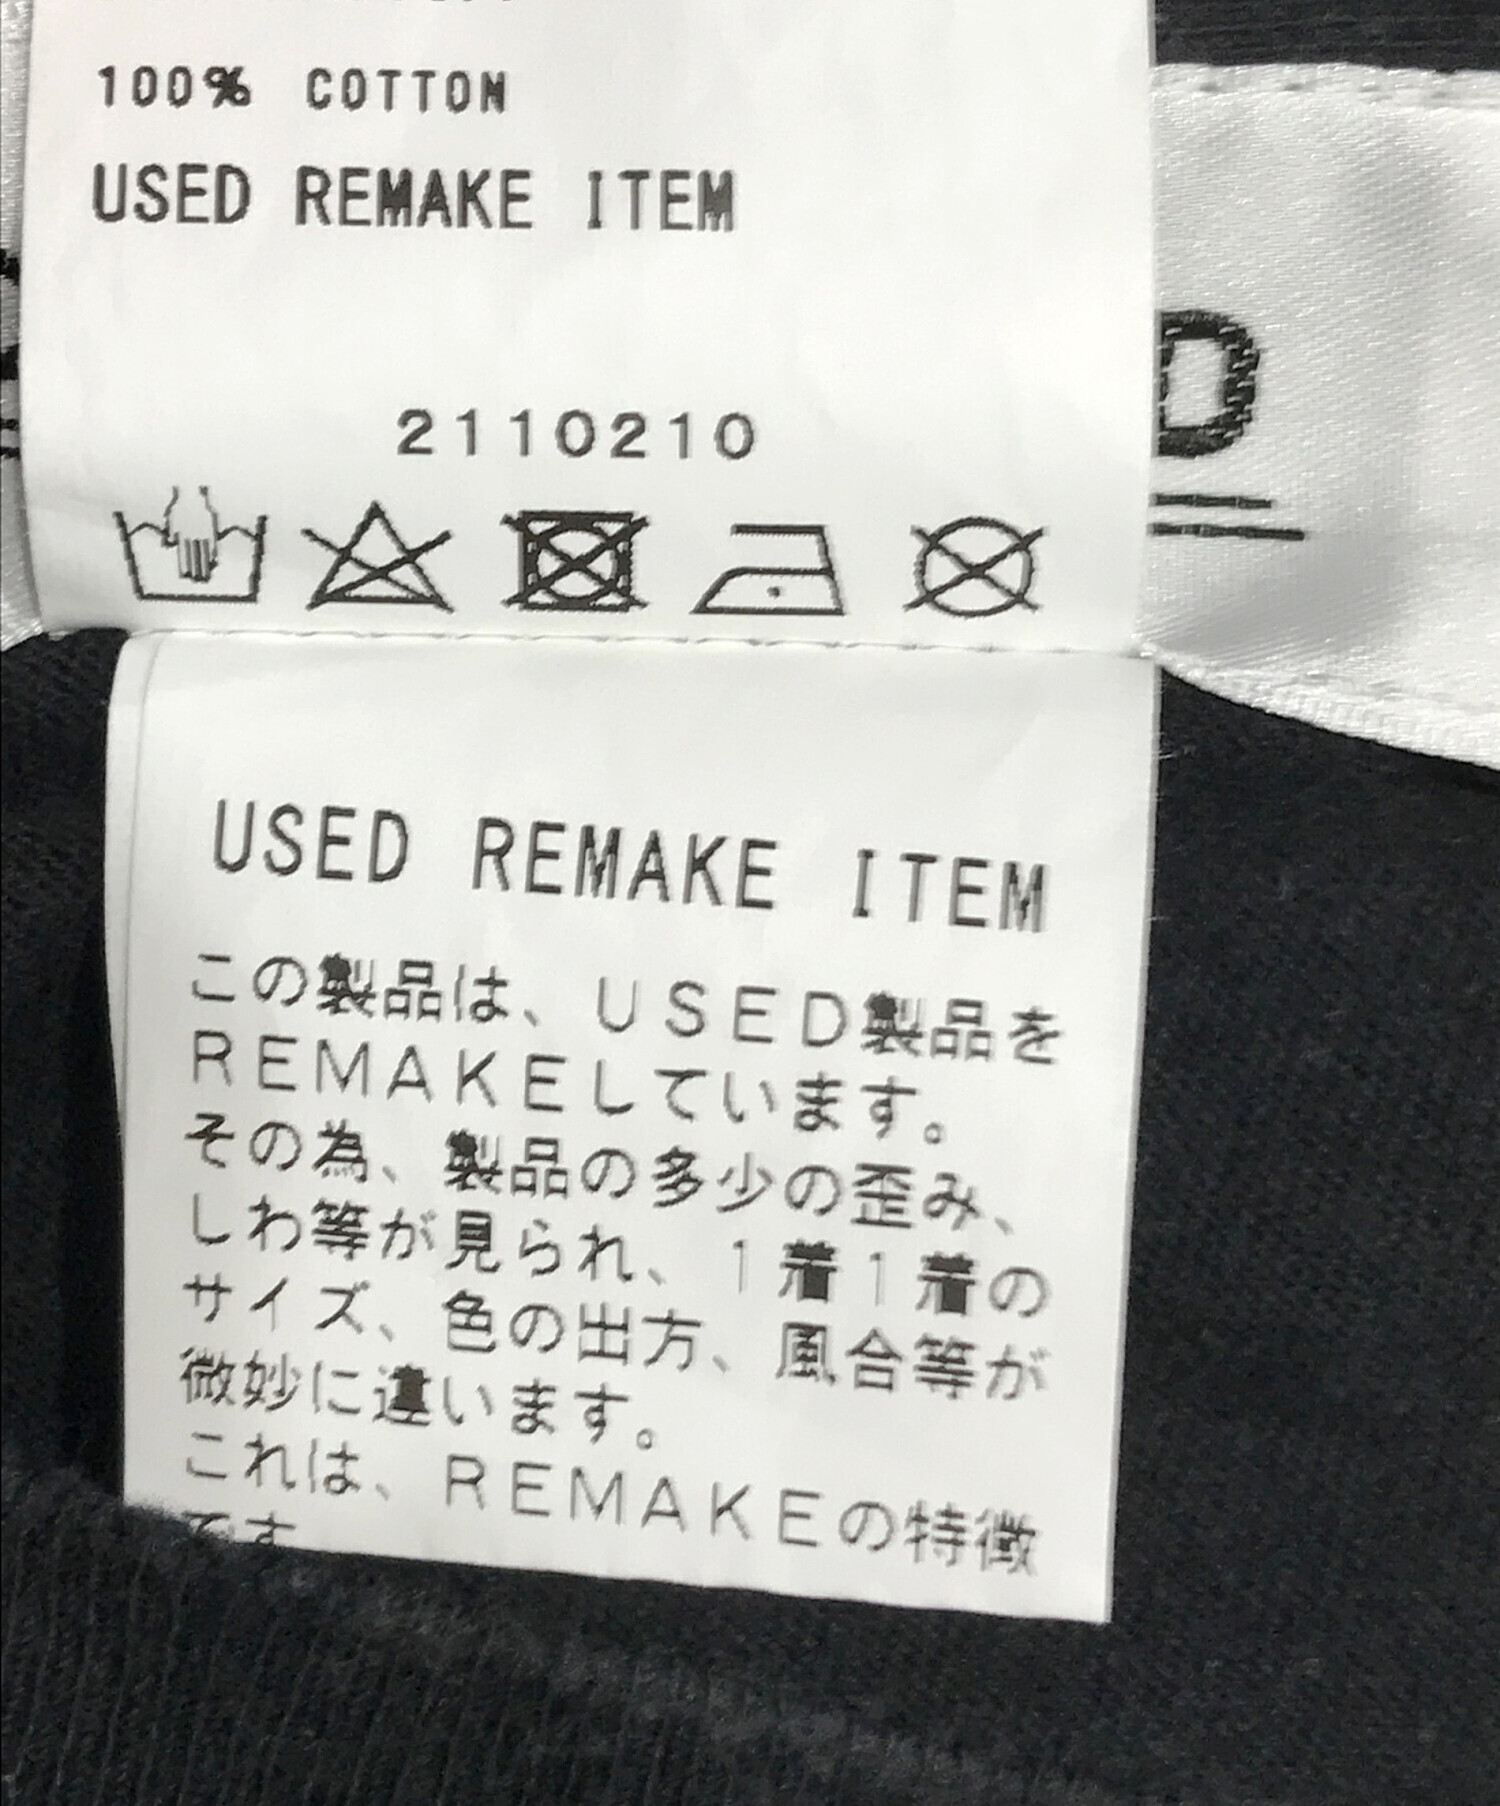 100% COTTON
USED REMAKE ITEM
2110210
D
USED REMAKE ITEM
この製品は、USED製品を
REMAKEしています。
その為、製品の多少の歪み、
しわ等が見られ、1着1着の
サイズ、色の出方、風合等が
微妙に違います。
これは、REMAKEの特徴
です